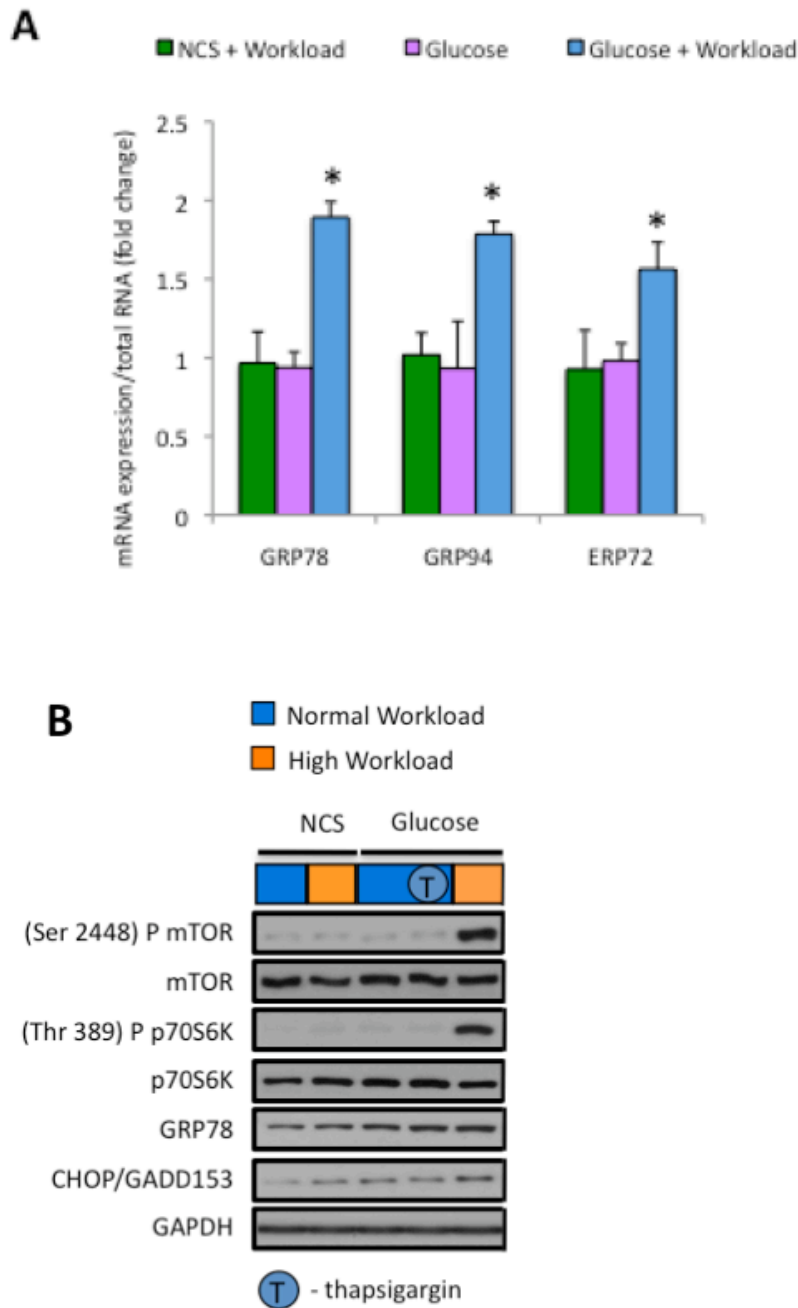 A
NCS + Workload Glucose Glucose + Workload
mRNA expression/total RNA (fold change)
2.5
2
1.5
1
0.5
0
* * *
GRP78 GRP94 ERP72
B
Normal Workload
High Workload
NCS Glucose
T
(Ser 2448) P mTOR
mTOR
(Thr 389) P p70S6K
p70S6K
GRP78
CHOP/GADD153
GAPDH
T - thapsigargin